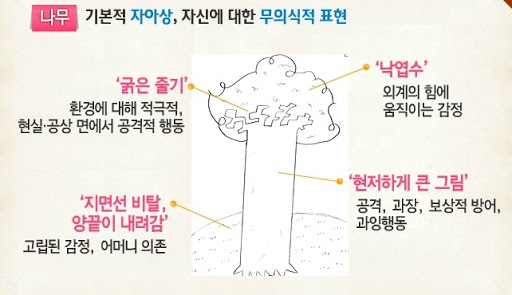 나무 기본적 자아상, 자신에 대한 무의식적 표현
‘굵은 줄기’
환경에 대해 적극적,
현실·공상 면에서 공격적 행동
‘낙엽수’
외계의 힘에
움직이는 감정
‘지면선 비탈,
양끝이 내려감’
고립된 감정, 어머니 의존
‘현저하게 큰 그림’
공격, 과장, 보상적 방어,
과잉행동